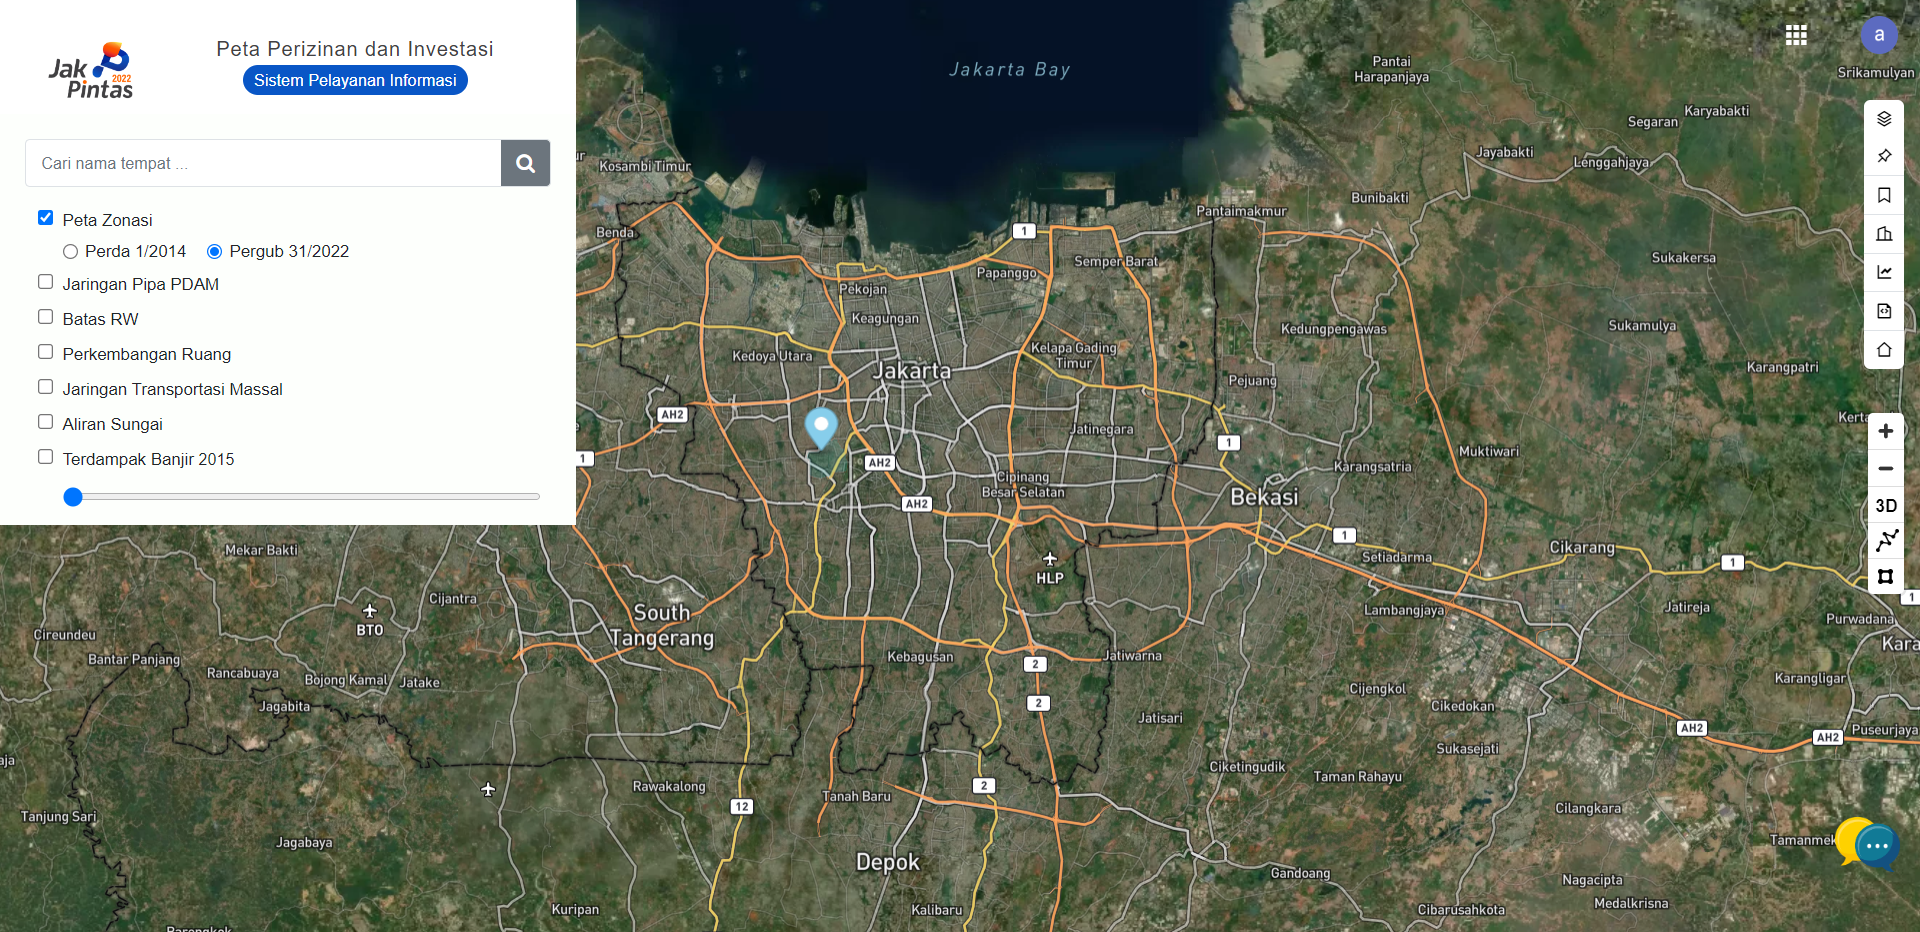 Jak
Pintas
2022
Peta Perizinan dan Investasi
Sistem Pelayanan Informasi
Cari nama tempat ...
Peta Zonasi
Perda 1/2014
Pergub 31/2022
Jaringan Pipa PDAM
Batas RW
Perkembangan Ruang
Jaringan Transportasi Massal
Aliran Sungai
Terdampak Banjir 2015
a
3D
Jakarta Bay
Pantai
Harapanjaya
Srikamulyan
Karyabakti
Segaran
Jayabakti
Lenggahjaya
Kosambi Timur
Bunibakti
Pantaimakmur
Benda
1
Semper Barat
Papanggo
Sukakersa
Pekojan
Keagungan
Kedungpengawas
Sukamulya
Kelapa Gading
Timur
Kedoya Utara
Jakarta
Karangpatri
Pejuang
AH2
Jatinegara
1
Muktiwari
1
AH2
Karangsatria
Cipinang
Besar Selatan
Bekasi
AH2
1
Setiadarma
Cikarang
1
Mekar Bakti
HLP
Cijantra
BTO
South
Tangerang
Lambangjaya
Jatireja
1
Purwadana
Cireundeu
Bantar Panjang
Rancabuaya
Bojong Kamal
Jatake
Kebagusan
2
Jatiwarna
Karangligar
Cijengkol
Jagabita
2
Jatisari
Cikedokan
AH2
AH2
Puseurjaya
Sukasejati
Ciketingudik
Taman Rahayu
Rawakalong
2
Tanah Baru
12
Cilangkara
Tanjung Sari
Jagabaya
Depok
Gandoang
Nagacipta
Medalkrisna
Kuripan
Kalibaru
Cibarusahkota